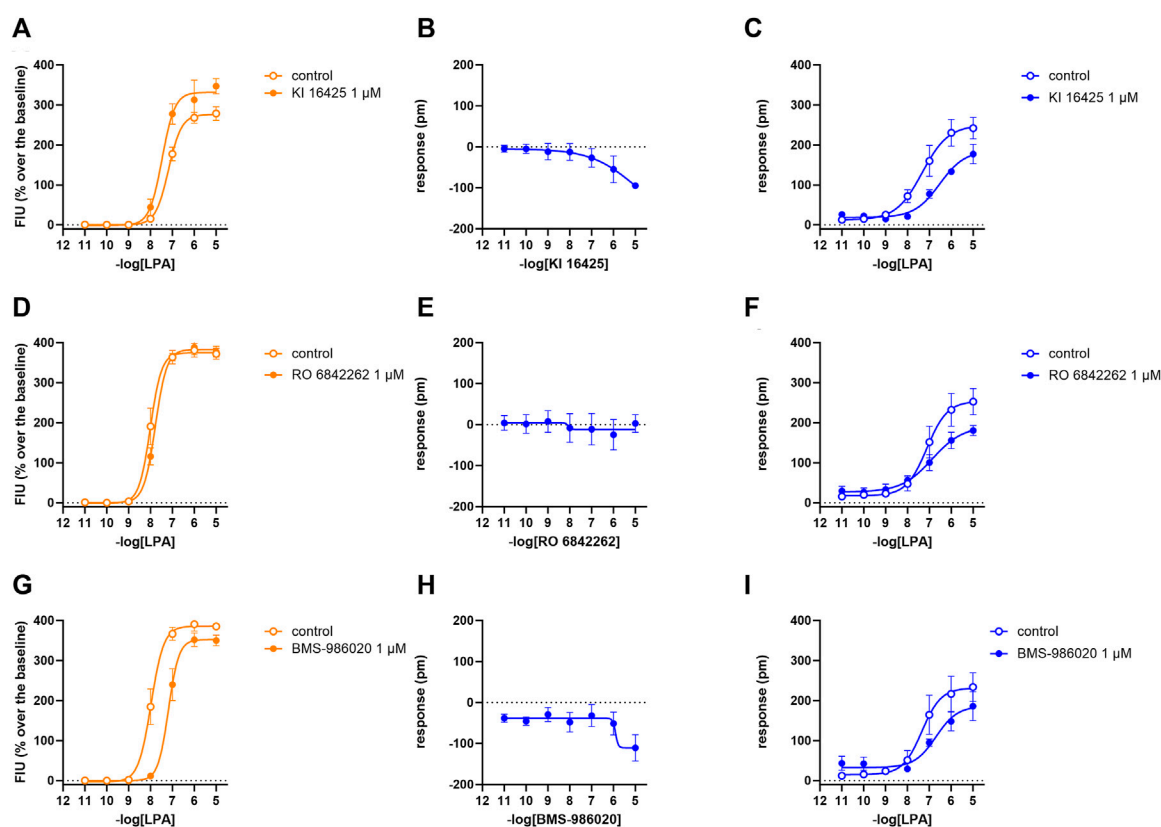 A
B
C
400
300
200
100
0
FIU (% over the baseline)
12 11 10 9 8 7 6 5
-log[LPA]
control
KI 16425 1 µM
200
100
0
-100
-200
response (pm)
12 11 10 9 8 7 6 5
-log[KI 16425]
400
300
200
100
0
response (pm)
12 11 10 9 8 7 6 5
-log[LPA]
control
KI 16425 1 µM
D
E
F
400
300
200
100
0
FIU (% over the baseline)
12 11 10 9 8 7 6 5
-log[LPA]
control
RO 6842262 1 µM
200
100
0
-100
-200
response (pm)
12 11 10 9 8 7 6 5
-log[RO 6842262]
400
300
200
100
0
response (pm)
12 11 10 9 8 7 6 5
-log[LPA]
control
RO 6842262 1 µM
G
H
I
400
300
200
100
0
FIU (% over the baseline)
12 11 10 9 8 7 6 5
-log[LPA]
control
BMS-986020 1 µM
200
100
0
-100
-200
response (pm)
12 11 10 9 8 7 6 5
-log[BMS-986020]
400
300
200
100
0
response (pm)
12 11 10 9 8 7 6 5
-log[LPA]
control
BMS-986020 1 µM